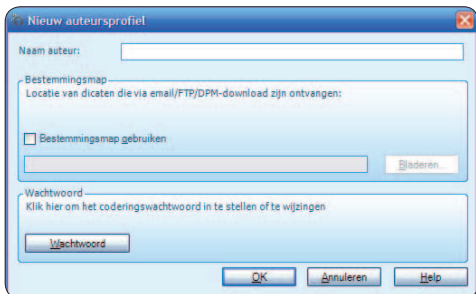 Nieuw auteursprofiel
Naam auteur:
Bestemmingsmap
Locatie van dicaten die via email/FTP/DPM-download zijn ontvangen:
Bestemmingsmap gebruiken
Bladeren...
Wachtwoord
Klik hier om het coderingswachtwoord in te stellen of te wijzingen
Wachtwoord
OK Annuleren Help